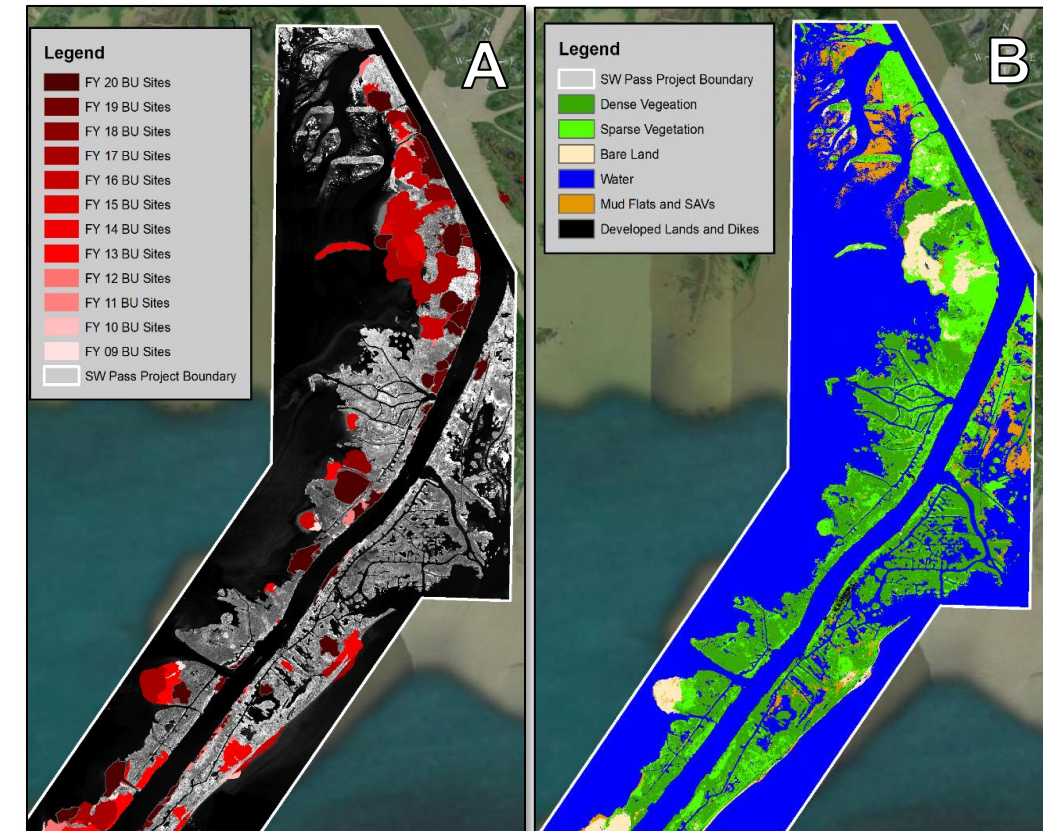 A
Legend
FY 20 BU Sites
FY 19 BU Sites
FY 18 BU Sites
FY 17 BU Sites
FY 16 BU Sites
FY 15 BU Sites
FY 14 BU Sites
FY 13 BU Sites
FY 12 BU Sites
FY 11 BU Sites
FY 10 BU Sites
FY 09 BU Sites
SW Pass Project Boundary
B
Legend
SW Pass Project Boundary
Dense Vegeation
Sparse Vegetation
Bare Land
Water
Mud Flats and SAVs
Developed Lands and Dikes